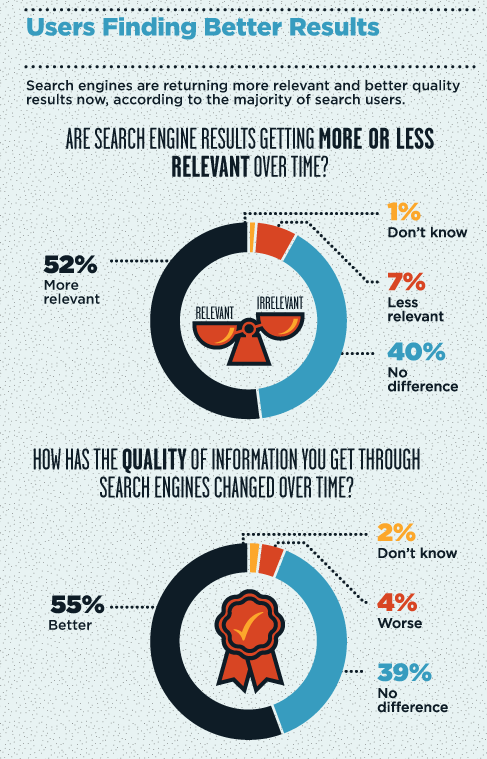 Users Finding Better Results
Search engines are returning more relevant and better quality
results now, according to the majority of search users.
ARE SEARCH ENGINE RESULTS GETTING MORE OR LESS
RELEVANT OVER TIME?
1%
Don't know
52%
More
relevant
7%
Less
relevant
RELEVANT
IRRELEVANT
40%
No
difference
HOW HAS THE QUALITY OF INFORMATION YOU GET THROUGH
SEARCH ENGINES CHANGED OVER TIME?
2%
Don't know
55%
Better
4%
Worse
39%
No
difference